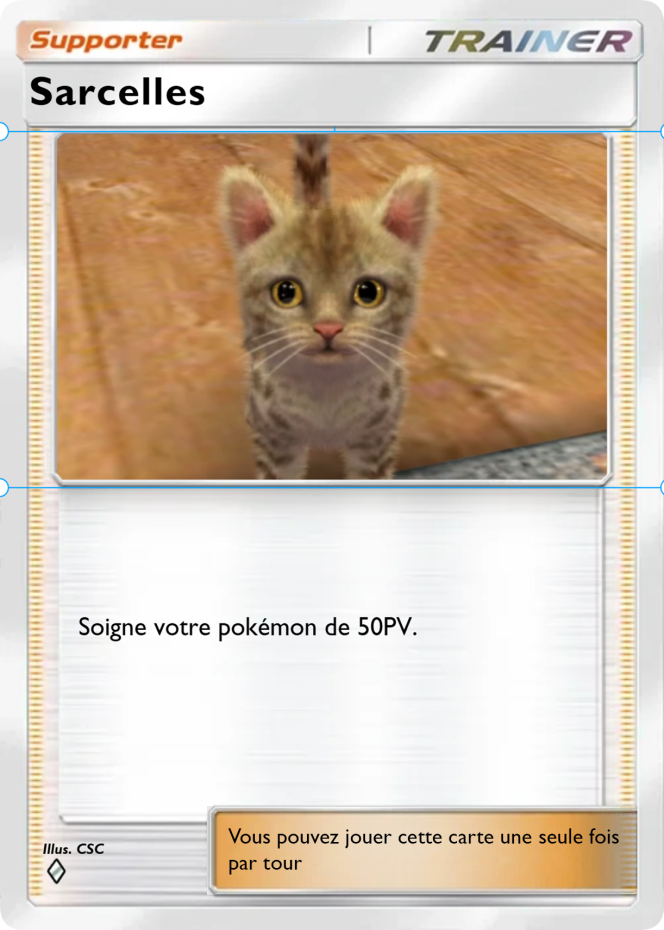 Supporter
TRAINER
Sarcelles
Soigne votre pokémon de 50PV.
Vous pouvez jouer cette carte une seule fois
par tour
Illus. CSC